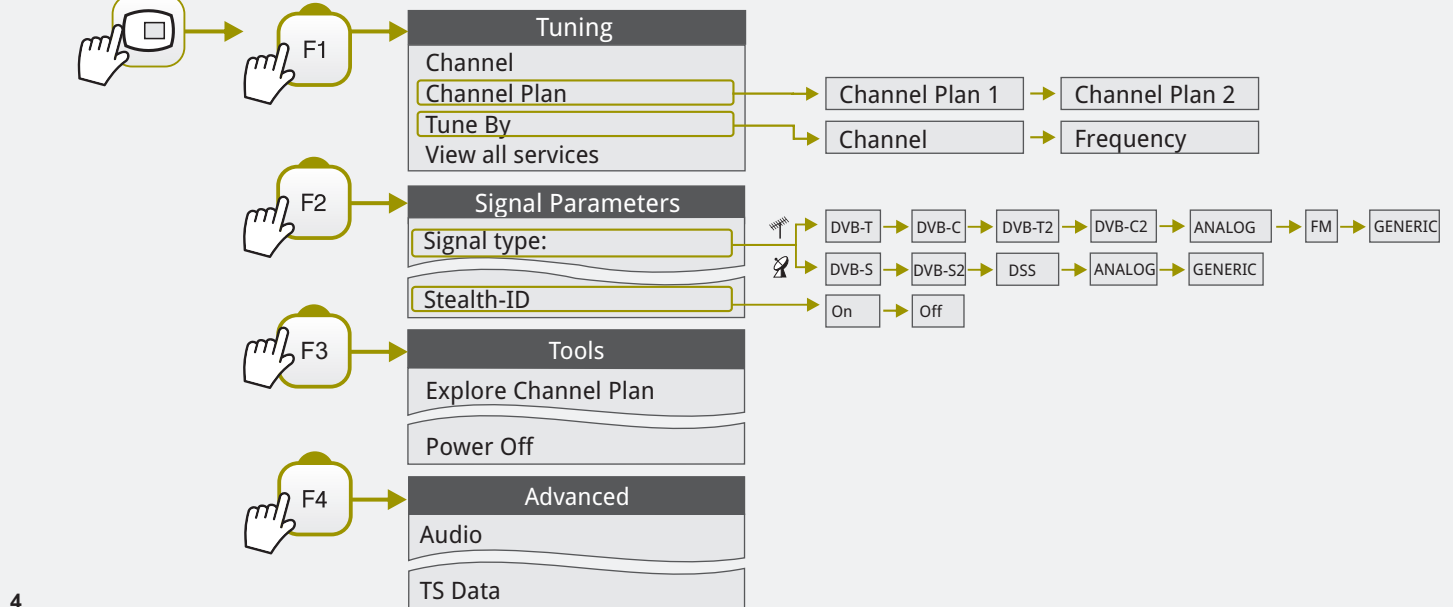 F1
Tuning
Channel
Channel Plan
Channel Plan 1
Channel Plan 2
Tune By
Channel
Frequency
View all services
F2
Signal Parameters
Signal type:
DVB-T
DVB-C
DVB-T2
DVB-C2
ANALOG
FM
GENERIC
DVB-S
DVB-S2
DSS
ANALOG
GENERIC
Stealth-ID
On
Off
F3
Tools
Explore Channel Plan
Power Off
F4
Advanced
Audio
TS Data
4